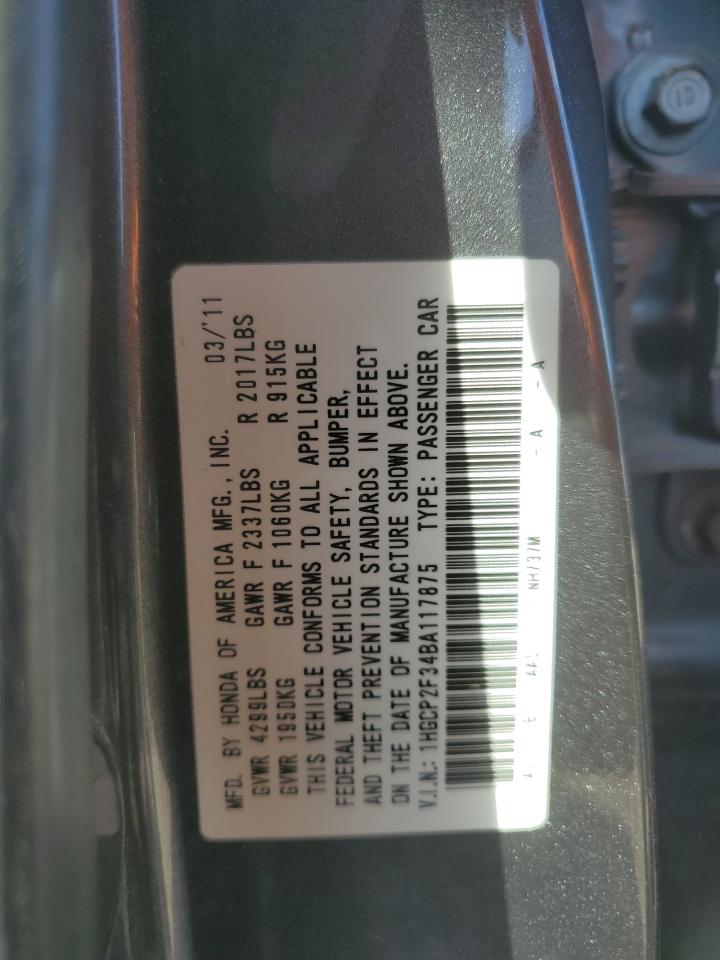 MFD. BY HONDA OF AMERICA MFG., INC. 03/'11
GVWR 4299LBS GAWR F 2337LBS R 2017LBS
GVWR 1950KG GAWR F 1060KG R 915KG
THIS VEHICLE CONFORMS TO ALL APPLICABLE
FEDERAL MOTOR VEHICLE SAFETY, BUMPER,
AND THEFT PREVENTION STANDARDS IN EFFECT
ON THE DATE OF MANUFACTURE SHOWN ABOVE.
V.I.N.: 1HGCP2F34BA117875 TYPE: PASSENGER CAR
NH737M - A - A
10